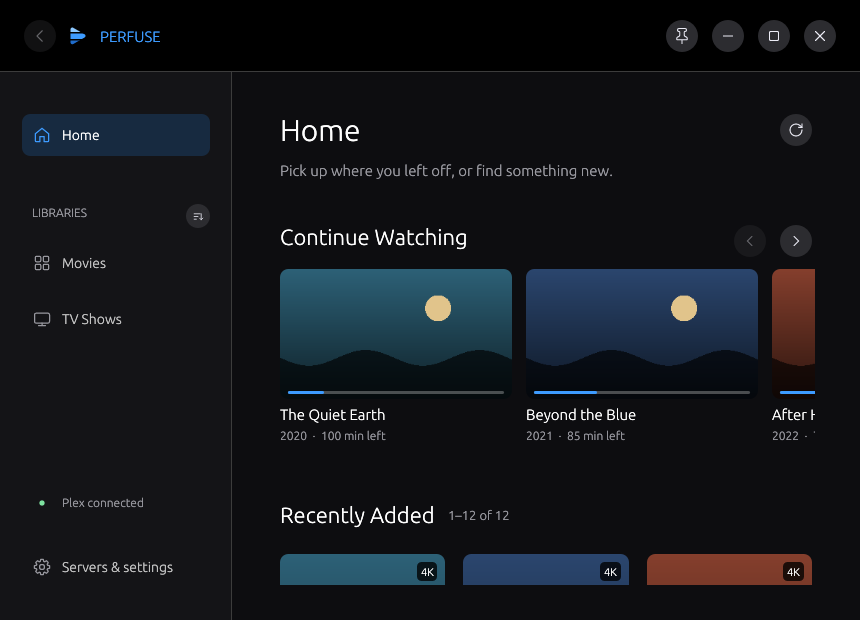 PERFUSE
Home
Home
Pick up where you left off, or find something new.
LIBRARIES
Movies
TV Shows
Continue Watching
The Quiet Earth
2020 · 100 min left
Beyond the Blue
2021 · 85 min left
After
2022 ·
Plex connected
Servers & settings
Recently Added 1–12 of 12
4K
4K
4K